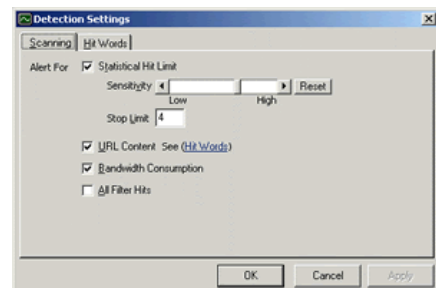 Detection Settings
Scanning Hit Words
Alert For Statistical Hit Limit
Sensitivity Reset
Low High
Stop Limit 4
URL Content See (Hit Words)
Bandwidth Consumption
All Filter Hits
OK Cancel Apply